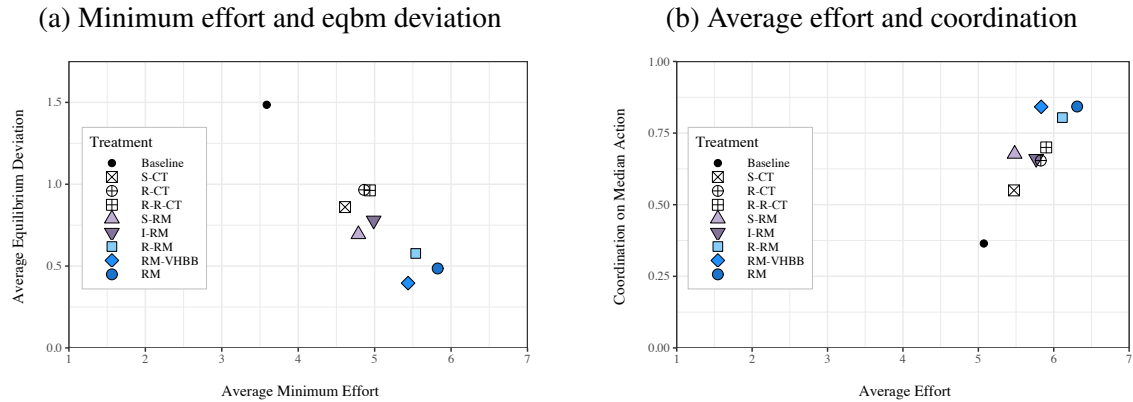 (a) Minimum effort and eqbm deviation
Average Equilibrium Deviation
1.5
1.0
0.5
0.0
Treatment
Baseline
S-CT
R-CT
R-R-CT
S-RM
I-RM
R-RM
RM-VHBB
RM
1 2 3 4 5 6 7
Average Minimum Effort
(b) Average effort and coordination
Coordination on Median Action
1.00
0.75
0.50
0.25
0.00
Treatment
Baseline
S-CT
R-CT
R-R-CT
S-RM
I-RM
R-RM
RM-VHBB
RM
1 2 3 4 5 6 7
Average Effort